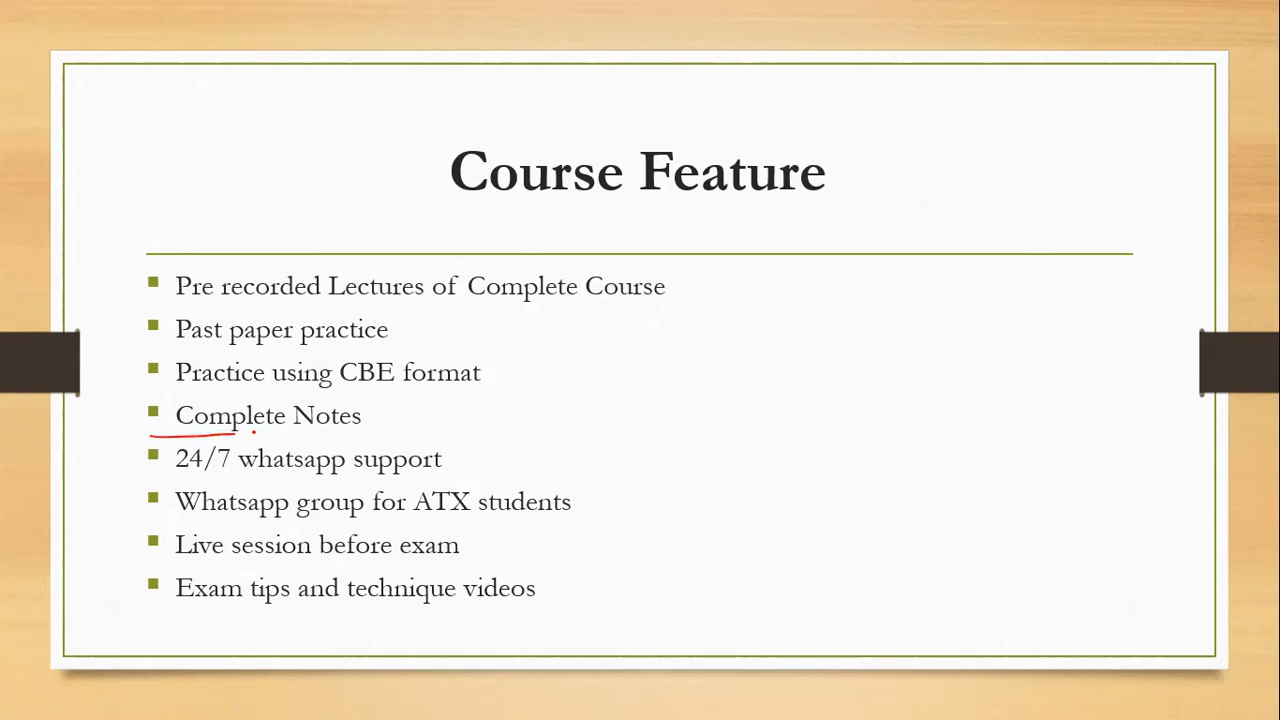 Course Feature
Pre recorded Lectures of Complete Course
Past paper practice
Practice using CBE format
Complete Notes
24/7 whatsapp support
Whatsapp group for ATX students
Live session before exam
Exam tips and technique videos